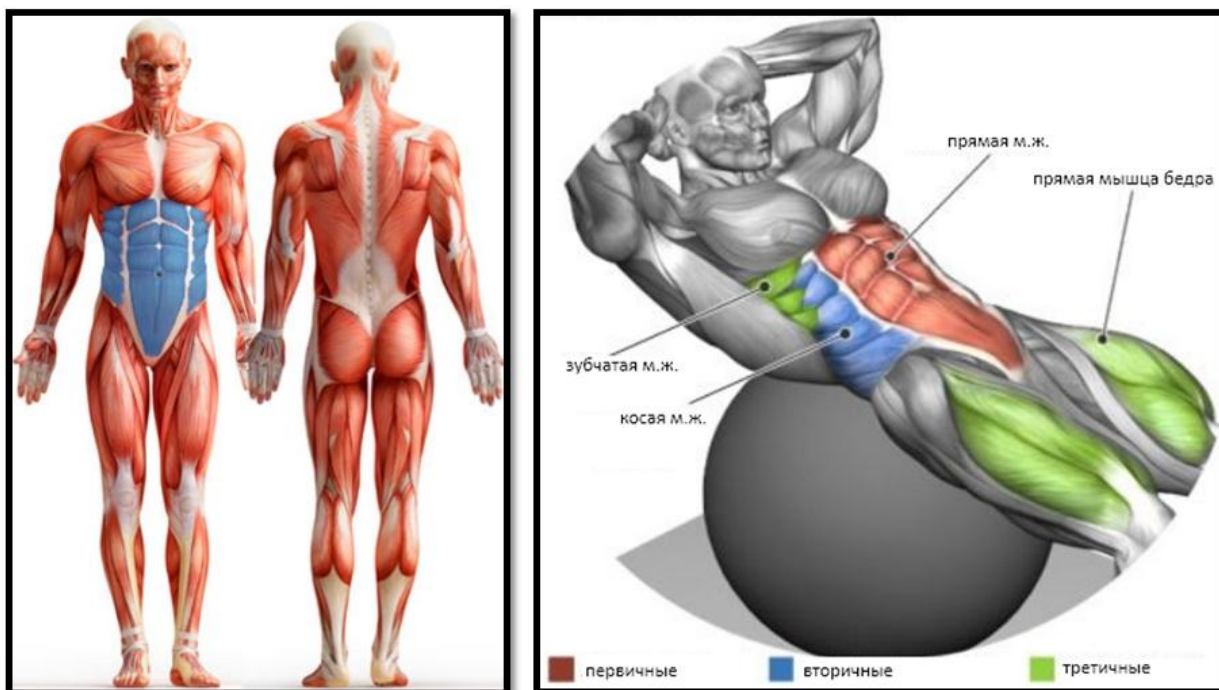 прямая м.ж.
прямая мышца бедра
зубчатая м.ж.
косая м.ж.
первичные
вторичные
третичные